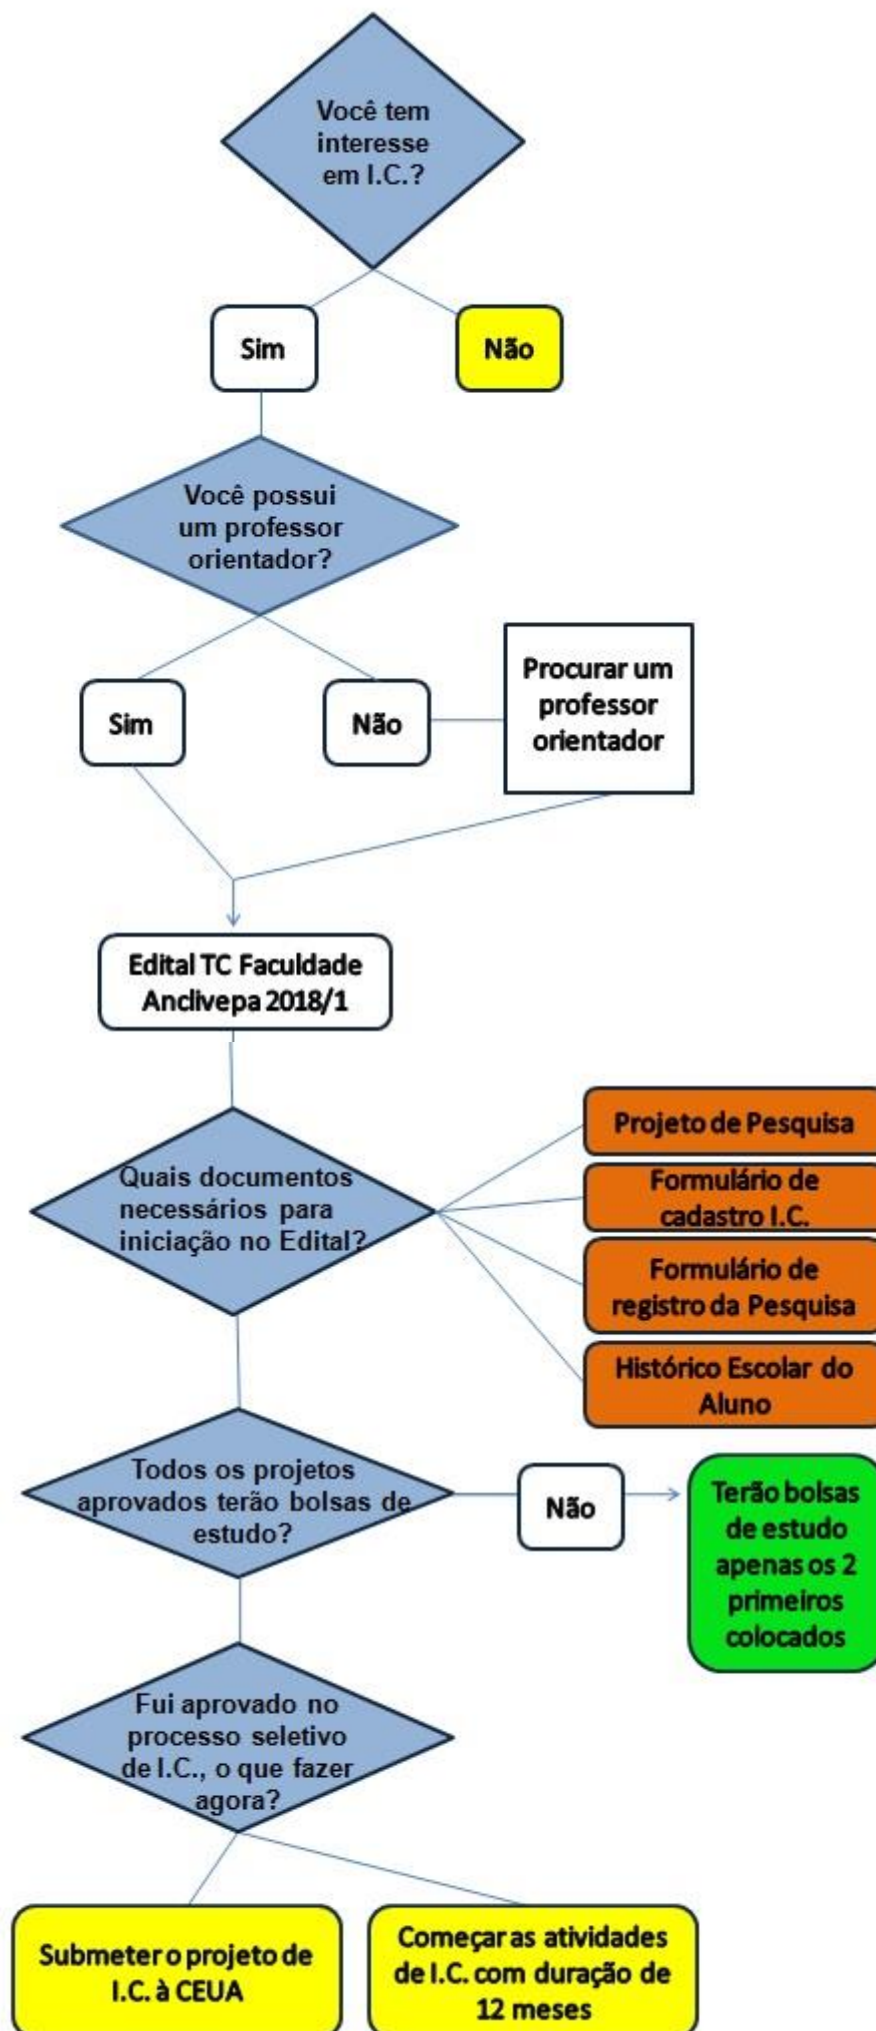 Você tem
interesse
em I.C.?
Sim
Não
Você possui
um professor
orientador?
Sim
Não
Procurar um
professor
orientador
Edital TC Faculdade
Anclivepa 2018/1
Quais documentos
necessários para
iniciação no Edital?
Projeto de Pesquisa
Formulário de
cadastro I.C.
Formulário de
registro da Pesquisa
Histórico Escolar do
Aluno
Todos os projetos
aprovados terão bolsas de
estudo?
Não
Terão bolsas
de estudo
apenas os 2
primeiros
colocados
Fui aprovado no
processo seletivo
de I.C., o que fazer
agora?
Submeter o projeto de
I.C. à CEUA
Começar as atividades
de I.C. com duração de
12 meses